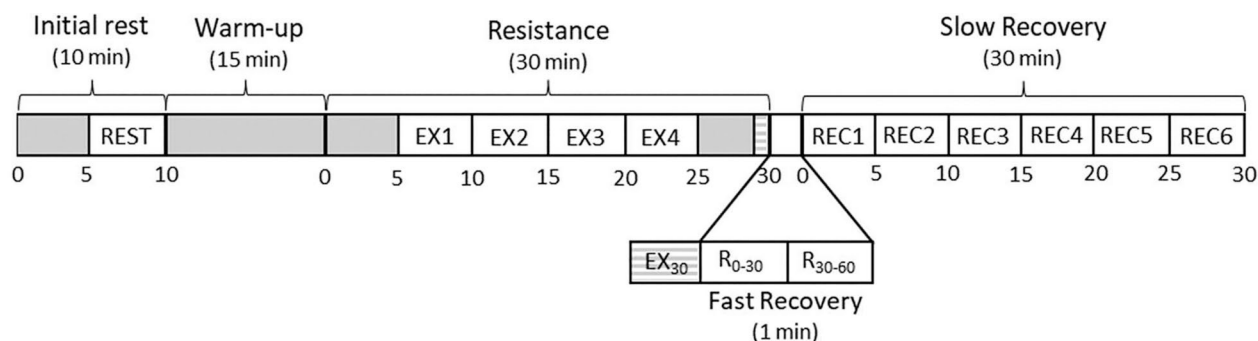 Initial rest
(10 min)
Warm-up
(15 min)
Resistance
(30 min)
Slow Recovery
(30 min)
REST EX1 EX2 EX3 EX4 REC1 REC2 REC3 REC4 REC5 REC6
0 5 10 0 5 10 15 20 25 30 0 5 10 15 20 25 30
EX30 R0-30 R30-60
Fast Recovery
(1 min)